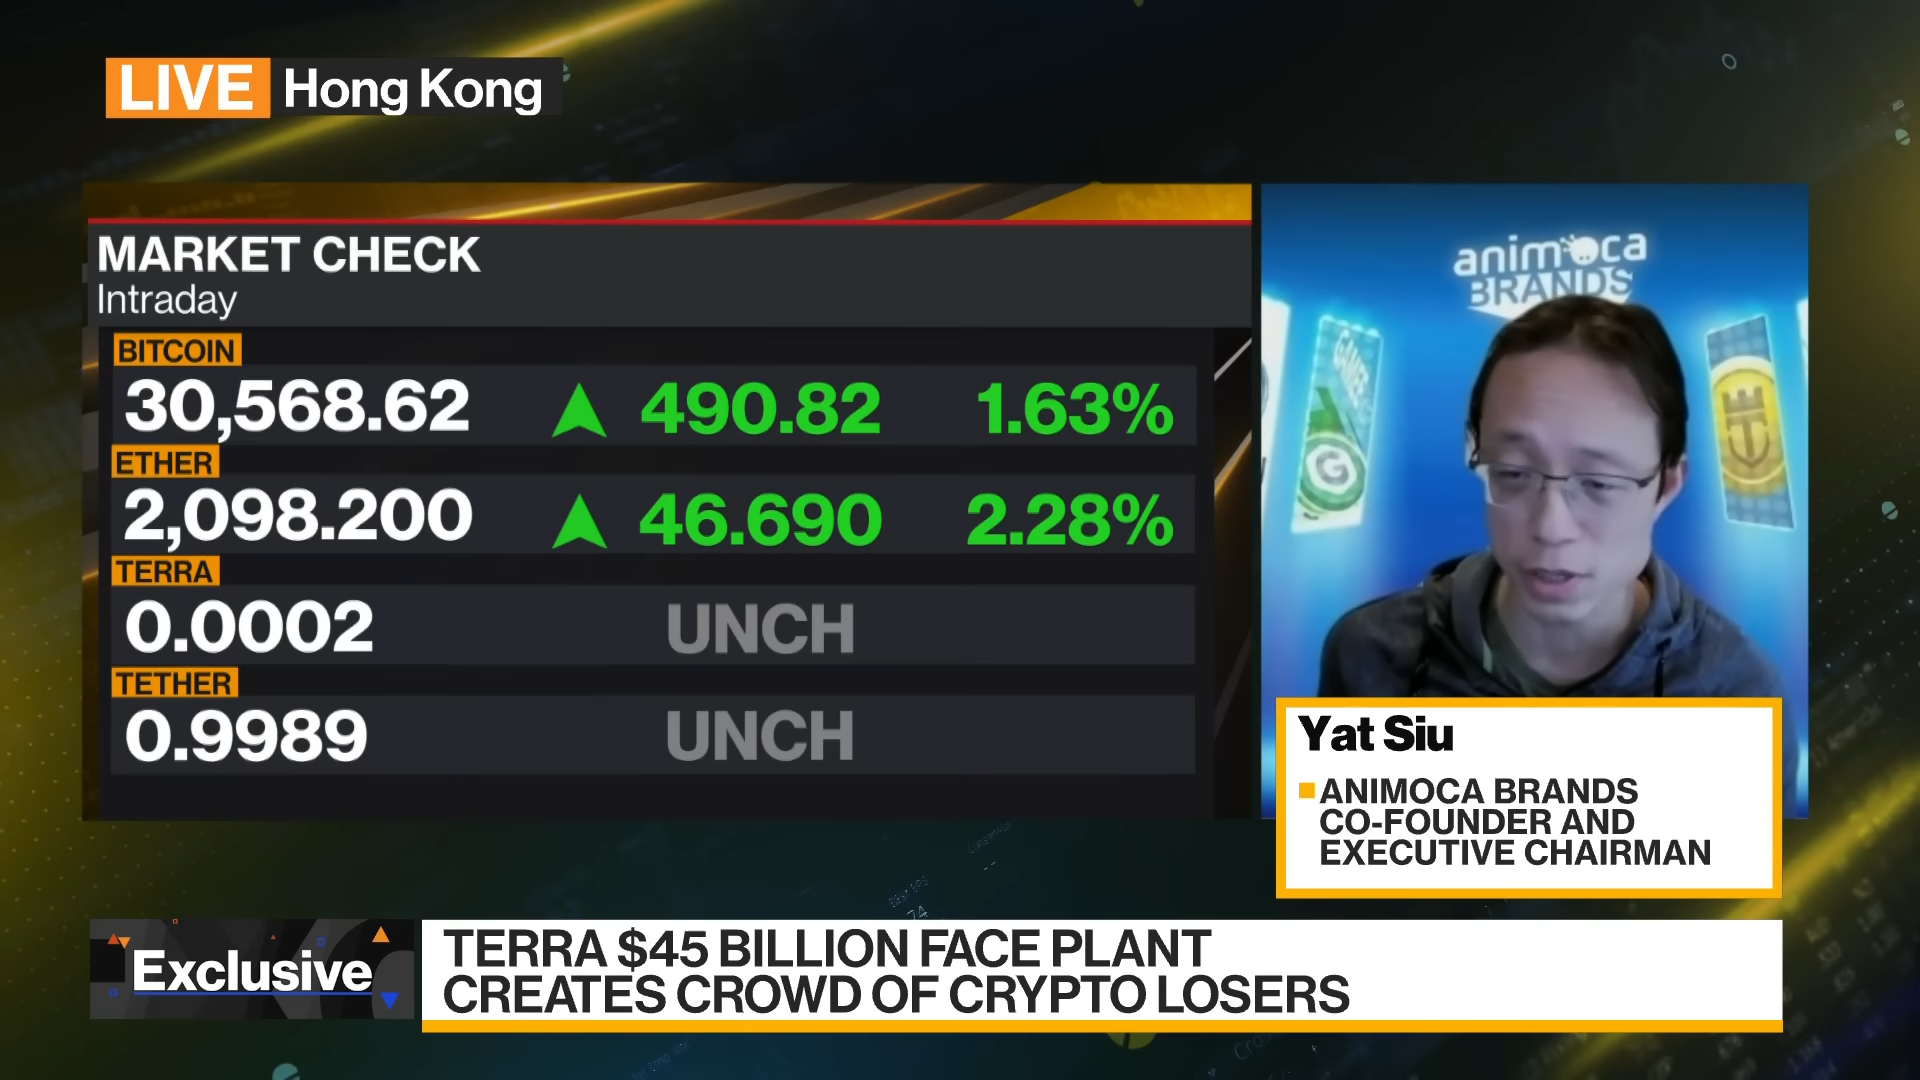 LIVE Hong Kong
MARKET CHECK
Intraday
BITCOIN
30,568.62 ▲ 490.82 1.63%
ETHER
2,098.200 ▲ 46.690 2.28%
TERRA
0.0002 UNCH
TETHER
0.9989 UNCH
animoca
BRANDS
GAMES
G
Yat Siu
ANIMOCA BRANDS
CO-FOUNDER AND
EXECUTIVE CHAIRMAN
Exclusive
TERRA $45 BILLION FACE PLANT
CREATES CROWD OF CRYPTO LOSERS